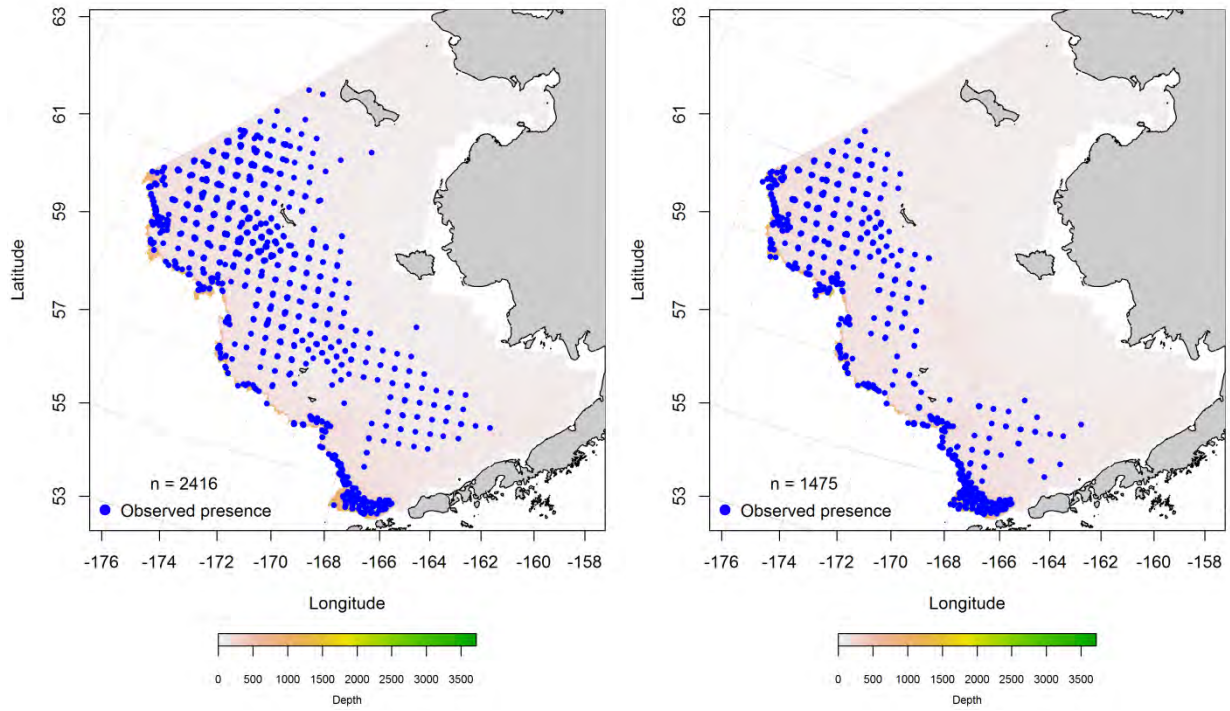 63
61
59
57
55
53
Latitude
n = 2416
Observed presence
-176 -174 -172 -170 -168 -166 -164 -162 -160 -158
Longitude
0 500 1000 1500 2000 2500 3000 3500
Depth
63
61
59
57
55
53
Latitude
n = 1475
Observed presence
-176 -174 -172 -170 -168 -166 -164 -162 -160 -158
Longitude
0 500 1000 1500 2000 2500 3000 3500
Depth